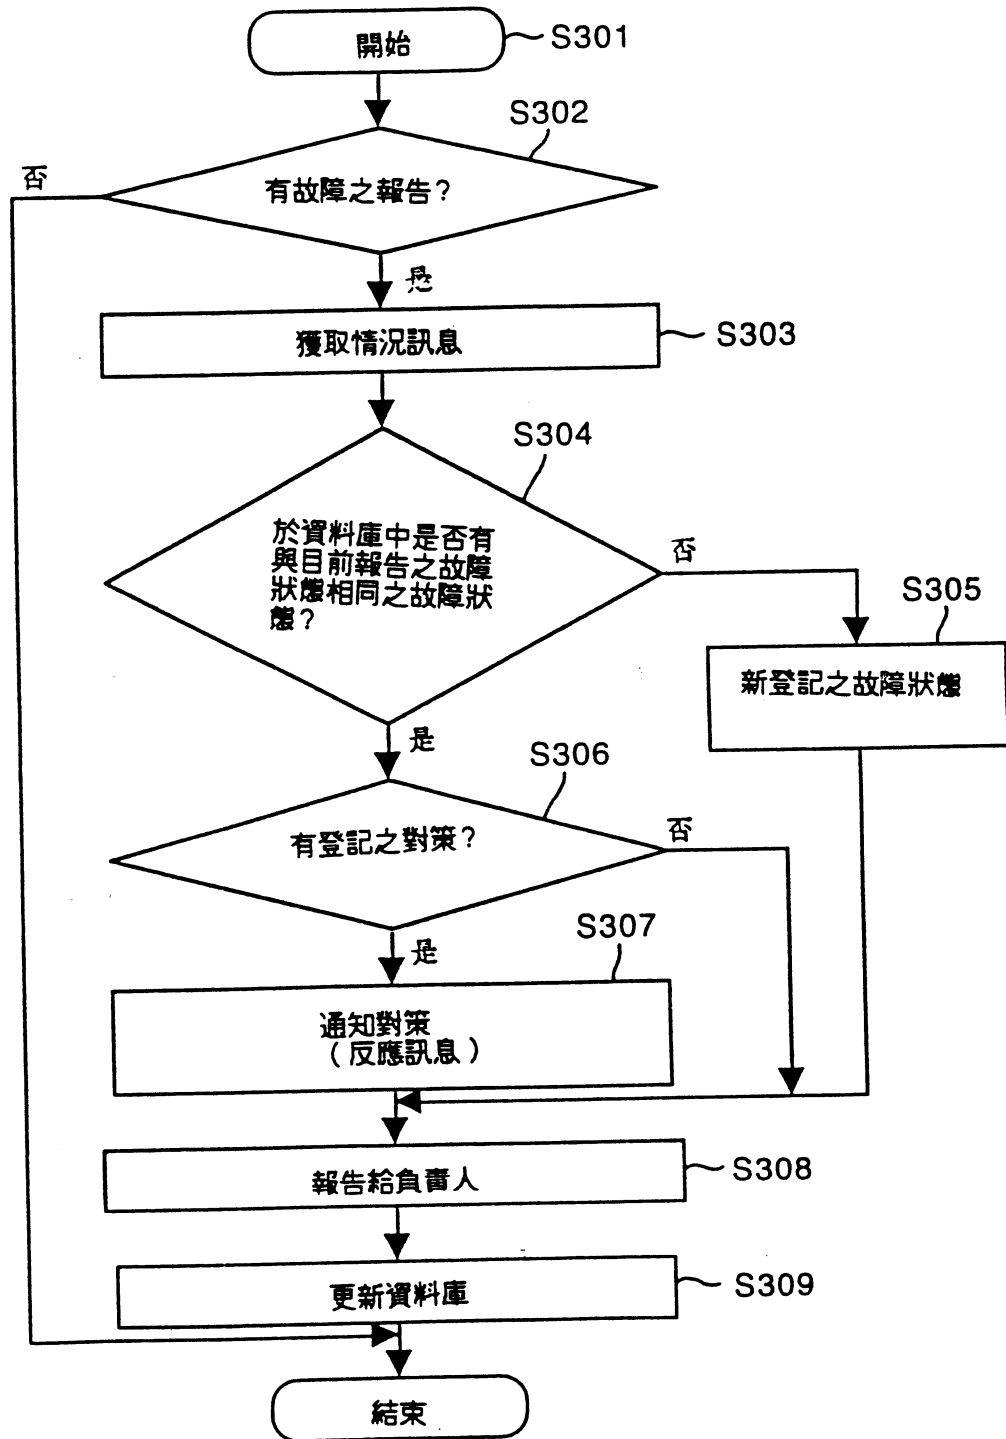 開始
S301
S302
否
有故障之報告？
是
獲取情況訊息
S303
S304
於資料庫中是否有
與目前報告之故障
狀態相同之故障狀
態？
否
S305
新登記之故障狀態
是
S306
有登記之對策？
否
S307
是
通知對策
（反應訊息）
報告給負責人
S308
更新資料庫
S309
結束